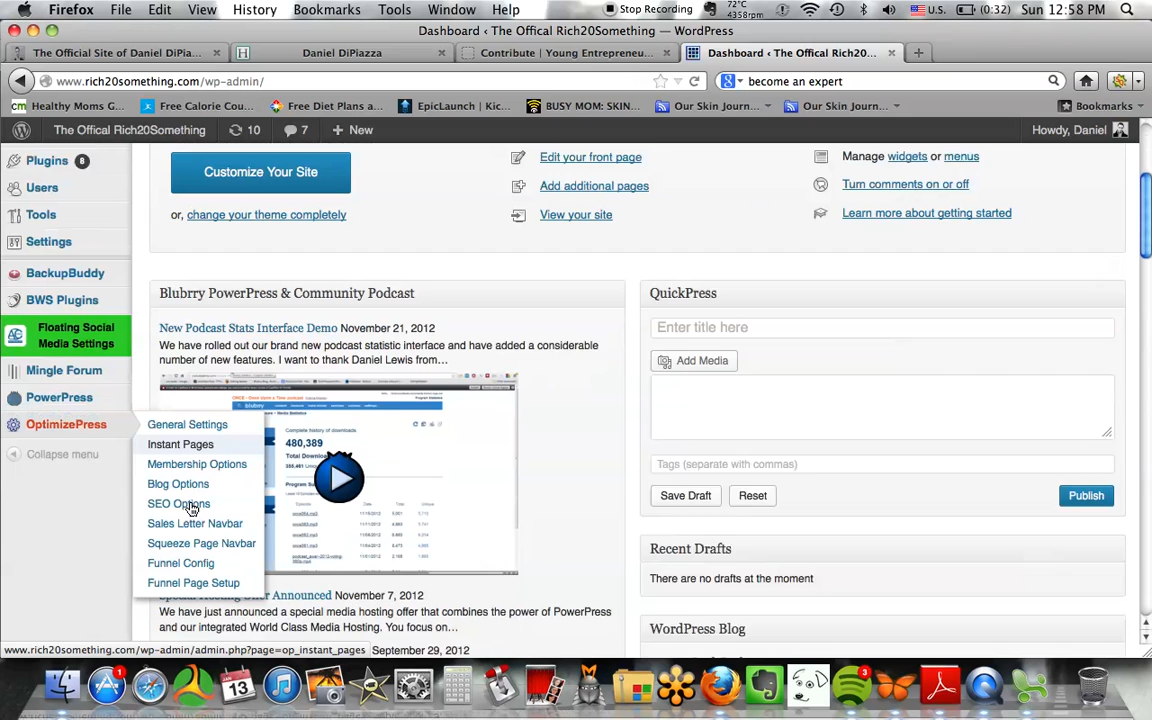 Firefox File Edit View History Bookmarks Tools Window Help Stop Recording 72°C 4358rpm U.S. (0:32) Sun 12:58 PM
Dashboard ‹ The Offical Rich20Something — WordPress
The Official Site of Daniel DiPia... × Daniel DiPiazza × Contribute | Young Entrepreneu... × Dashboard ‹ The Offical Rich20... × +
www.rich20something.com/wp-admin/ become an expert
Healthy Moms G... Free Calorie Cou... Free Diet Plans a... EpicLaunch | Kic... BUSY MOM: SKIN... Our Skin Journ... Our Skin Journ... Bookmarks
The Offical Rich20Something 10 7 + New Howdy, Daniel
Plugins 8
Users
Tools
Settings
BackupBuddy
BWS Plugins
Floating Social
Media Settings
Mingle Forum
PowerPress
OptimizePress
Collapse menu
General Settings
Instant Pages
Membership Options
Blog Options
SEO Options
Sales Letter Navbar
Squeeze Page Navbar
Funnel Config
Funnel Page Setup
Customize Your Site
or, change your theme completely
Edit your front page
Add additional pages
View your site
Manage widgets or menus
Turn comments on or off
Learn more about getting started
Blubrry PowerPress & Community Podcast
New Podcast Stats Interface Demo November 21, 2012
We have rolled out our brand new podcast statistic interface and have added a considerable
number of new features. I want to thank Daniel Lewis from...
480,389
Special Hosting Offer Announced November 7, 2012
We have just announced a special media hosting offer that combines the power of PowerPress
and our integrated World Class Media Hosting. You focus on...
September 29, 2012
QuickPress
Enter title here
Add Media
Tags (separate with commas)
Save Draft Reset Publish
Recent Drafts
There are no drafts at the moment
WordPress Blog
www.rich20something.com/wp-admin/admin.php?page=op_instant_pages
1
13
3